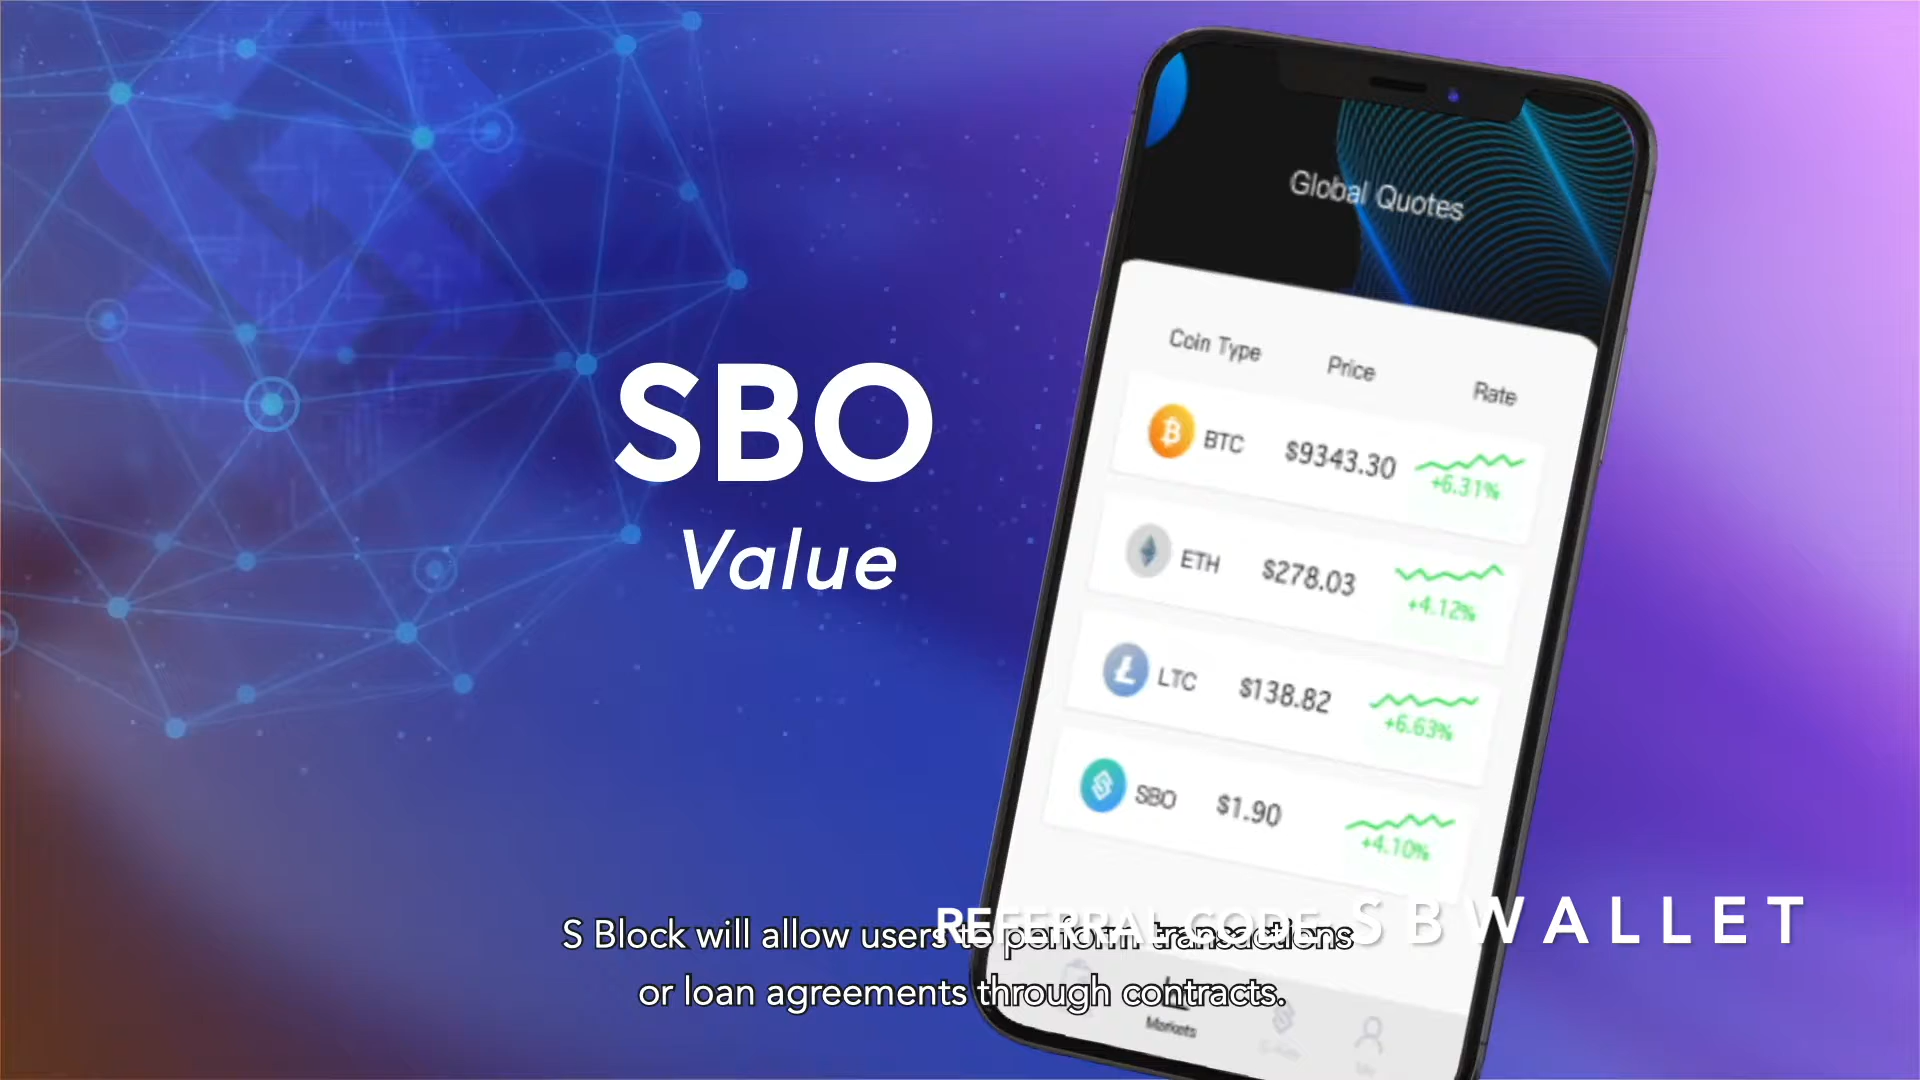 Global Quotes
Coin Type Price Rate
BTC $9343.30 +6.31%
ETH $278.03 +4.12%
LTC $138.82 +6.63%
SBO $1.90 +4.10%
SBO
Value
REFERRAL CODE: SBWALLET
S Block will allow users to perform transactions
or loan agreements through contracts.
Markets